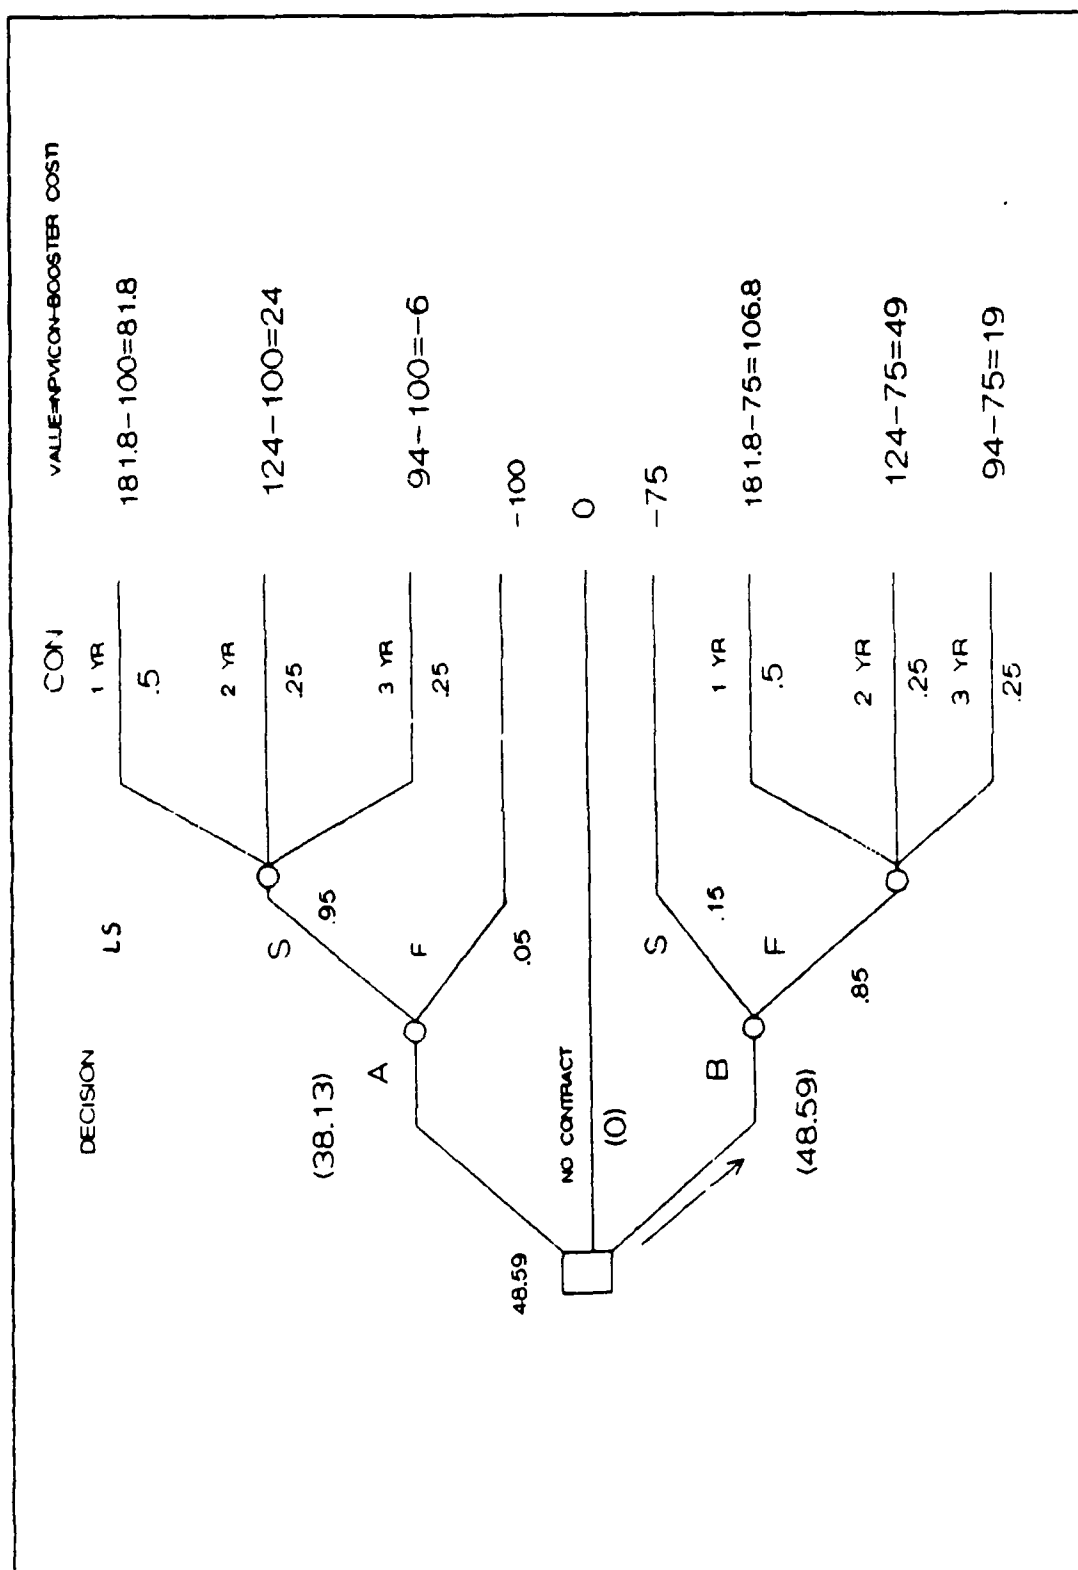 DECISION
LS
CON
VALUE=NPV(CON-BOOSTER COST)
1 YR
.5
181.8-100=81.8
2 YR
.25
124-100=24
3 YR
.25
94-100=-6
S
.95
F
.05
-100
(38.13)
A
48.59
NO CONTRACT
(0)
0
S
.15
-75
F
.85
B
(48.59)
1 YR
.5
181.8-75=106.8
2 YR
.25
124-75=49
3 YR
.25
94-75=19